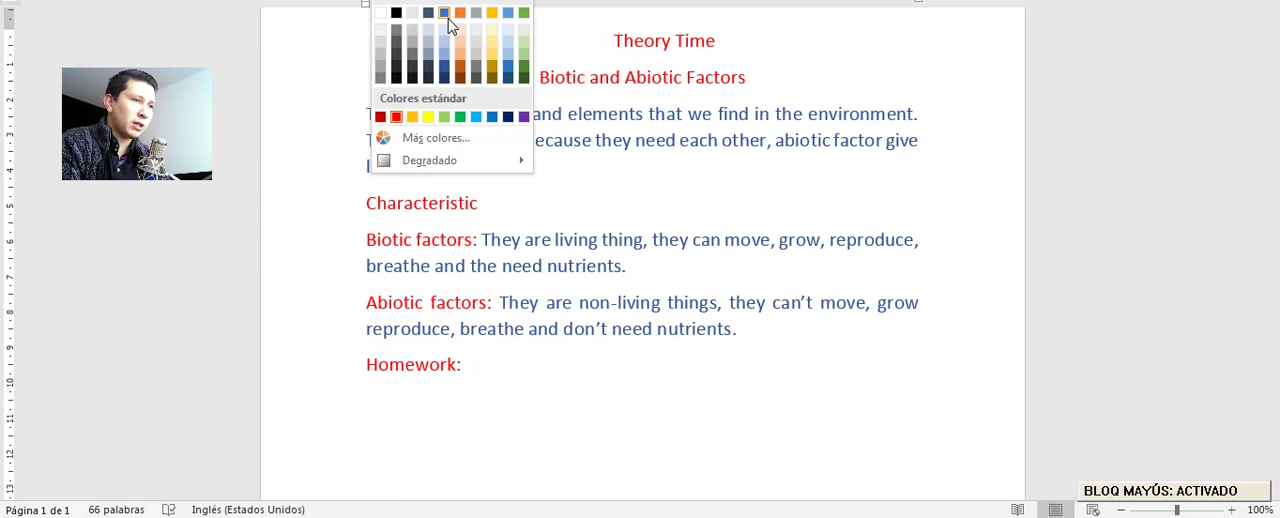 Theory Time
Biotic and Abiotic Factors
Colores estándar
Más colores...
Degradado
and elements that we find in the environment.
ecause they need each other, abiotic factor give
Characteristic
Biotic factors: They are living thing, they can move, grow, reproduce,
breathe and the need nutrients.
Abiotic factors: They are non-living things, they can’t move, grow
reproduce, breathe and don’t need nutrients.
Homework:
BLOQ MAYÚS: ACTIVADO
Página 1 de 1 66 palabras Inglés (Estados Unidos) 100%